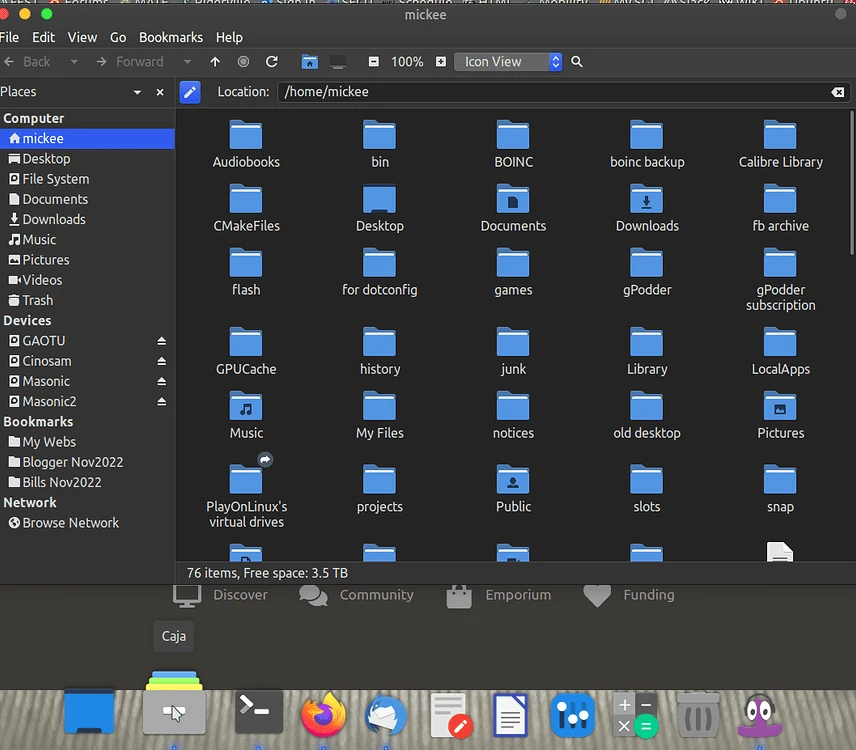 mickee
File Edit View Go Bookmarks Help
Back Forward 100% Icon View
Places Location: /home/mickee
Computer
mickee
Desktop
File System
Documents
Downloads
Music
Pictures
Videos
Trash
Devices
GAOTU
Cinosam
Masonic
Masonic2
Bookmarks
My Webs
Blogger Nov2022
Bills Nov2022
Network
Browse Network
Audiobooks bin BOINC boinc backup Calibre Library
CMakeFiles Desktop Documents Downloads fb archive
flash for dotconfig games gPodder gPodder
subscription
GPUCache history junk Library LocalApps
Music My Files notices old desktop Pictures
PlayOnLinux's projects Public slots snap
virtual drives
76 items, Free space: 3.5 TB
Discover Community Emporium Funding
Caja